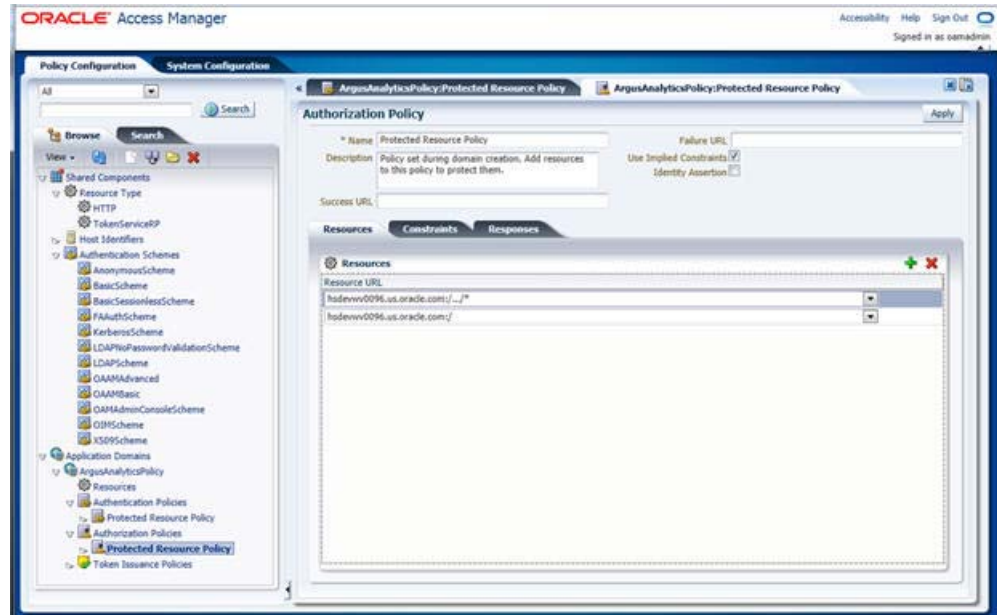 ORACLE Access Manager
Accessibility Help Sign Out
Signed in as oamadmin
Policy Configuration
System Configuration
All
Search
Browse
Search
View
Shared Components
Resource Type
HTTP
TokenServiceRP
Host Identifiers
Authentication Schemes
AnonymousScheme
BasicScheme
BasicSessionlessScheme
FAAuthScheme
KerberosScheme
LDAPNoPasswordValidationScheme
LDAPScheme
OAAMAdvanced
OAAMBasic
OAMAdminConsoleScheme
OIMScheme
X509Scheme
Application Domains
ArgusAnalyticsPolicy
Resources
Authentication Policies
Protected Resource Policy
Authorization Policies
Protected Resource Policy
Token Issuance Policies
ArgusAnalyticsPolicy:Protected Resource Policy
ArgusAnalyticsPolicy:Protected Resource Policy
Authorization Policy
Apply
* Name Protected Resource Policy
Description Policy set during domain creation. Add resources
to this policy to protect them.
Success URL
Failure URL
Use Implied Constraints
Identity Assertion
Resources
Constraints
Responses
Resources
Resource URL
hsdevwv0096.us.oracle.com:/.../*
hsdevwv0096.us.oracle.com:/